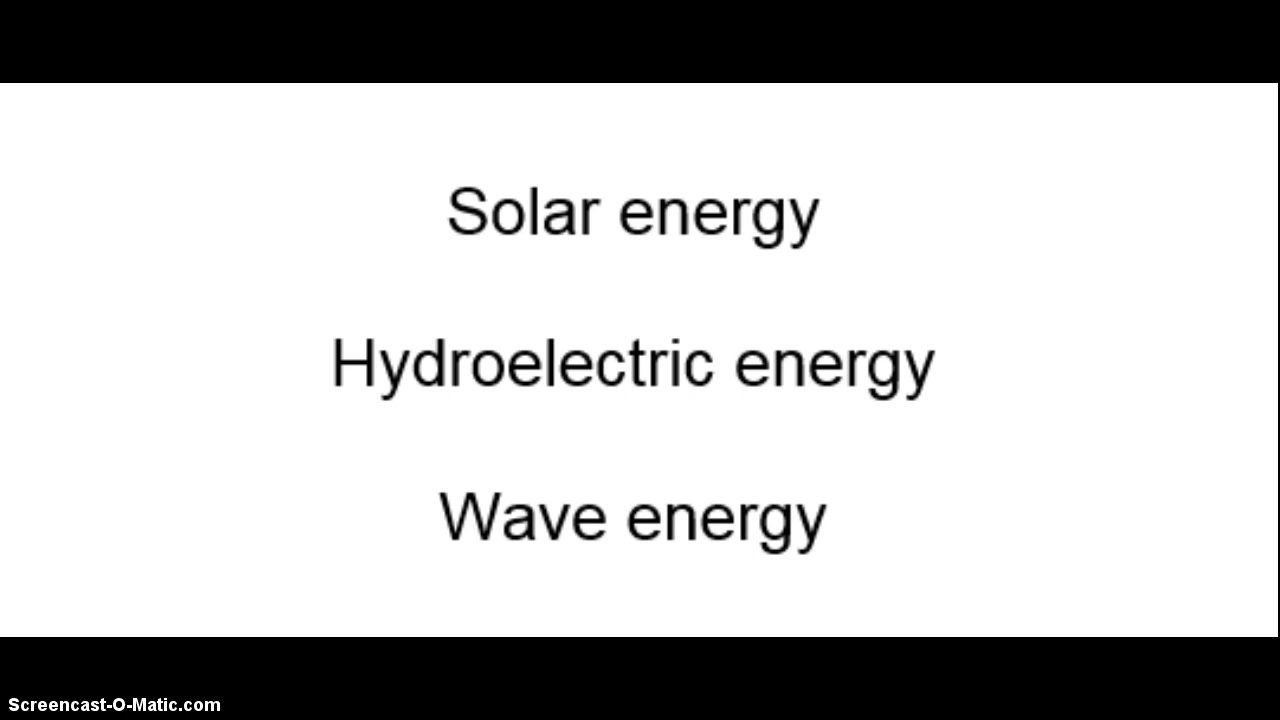 Solar energy
Hydroelectric energy
Wave energy
Screencast-O-Matic.com